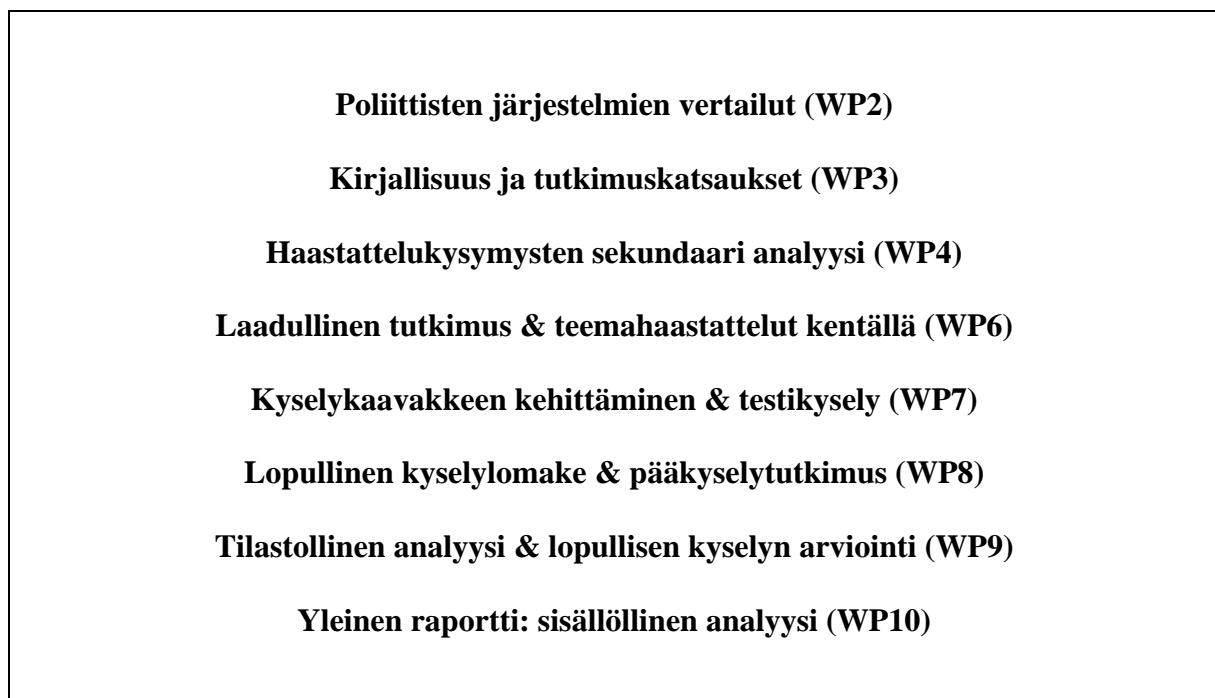 Poliittisten järjestelmien vertailut (WP2)
Kirjallisuus ja tutkimuskatsaukset (WP3)
Haastattelukysymysten sekundaari analyysi (WP4)
Laadullinen tutkimus & teemahaastattelut kentällä (WP6)
Kyselykaavakkeen kehittäminen & testikysely (WP7)
Lopullinen kyselylomake & pääkyselytutkimus (WP8)
Tilastollinen analyysi & lopullisen kyselyn arviointi (WP9)
Yleinen raportti: sisällöllinen analyysi (WP10)